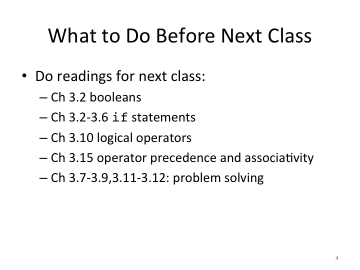 What to Do Before Next Class
• Do readings for next class:
– Ch 3.2 booleans
– Ch 3.2-3.6 if statements
– Ch 3.10 logical operators
– Ch 3.15 operator precedence and associativity
– Ch 3.7-3.9,3.11-3.12: problem solving
4